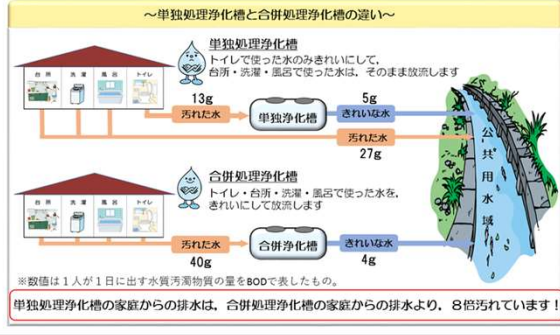 ～単独処理浄化槽と合併処理浄化槽の違い～
単独処理浄化槽
トイレで使った水のみきれいにして、
台所・洗濯・風呂で使った水は、そのまま放流します
台所 洗濯 風呂 トイレ
13g
汚れた水
単独浄化槽
5g
きれいな水
汚れた水
27g
公共用水域
合併処理浄化槽
トイレ・台所・洗濯・風呂で使った水を、
きれいにして放流します
台所 洗濯 風呂 トイレ
汚れた水
40g
合併浄化槽
きれいな水
4g
※数値は１人が１日に出す水質汚濁物質の量をBODで表したもの。
単独処理浄化槽の家庭からの排水は、合併処理浄化槽の家庭からの排水より、８倍汚れています！